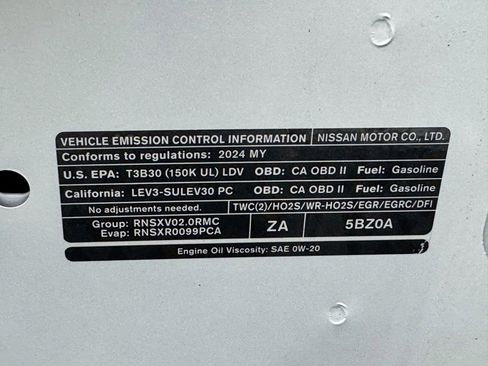 VEHICLE EMISSION CONTROL INFORMATION NISSAN MOTOR CO., LTD.
Conforms to regulations: 2024 MY
U.S. EPA: T3B30 (150K UL) LDV OBD: CA OBD II Fuel: Gasoline
California: LEV3-SULEV30 PC OBD: CA OBD II Fuel: Gasoline
No adjustments needed. TWC(2)/HO2S/WR-HO2S/EGR/EGRC/DFI
Group: RNSXV02.0RMC
Evap: RNSXR0099PCA
ZA
5BZ0A
Engine Oil Viscosity: SAE 0W-20